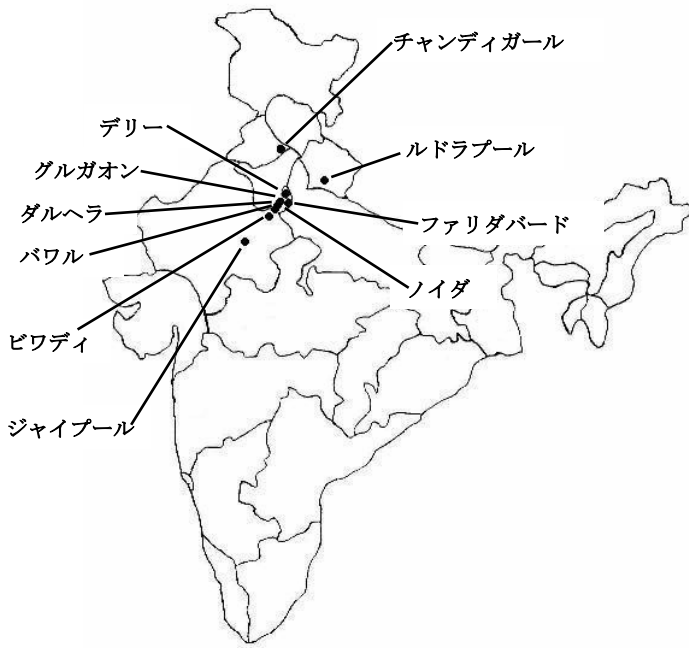 チャンディガール
デリー
ルドラプール
グルガオン
ダルヘラ
ファリダバード
バワル
ノイダ
ビワディ
ジャイプール